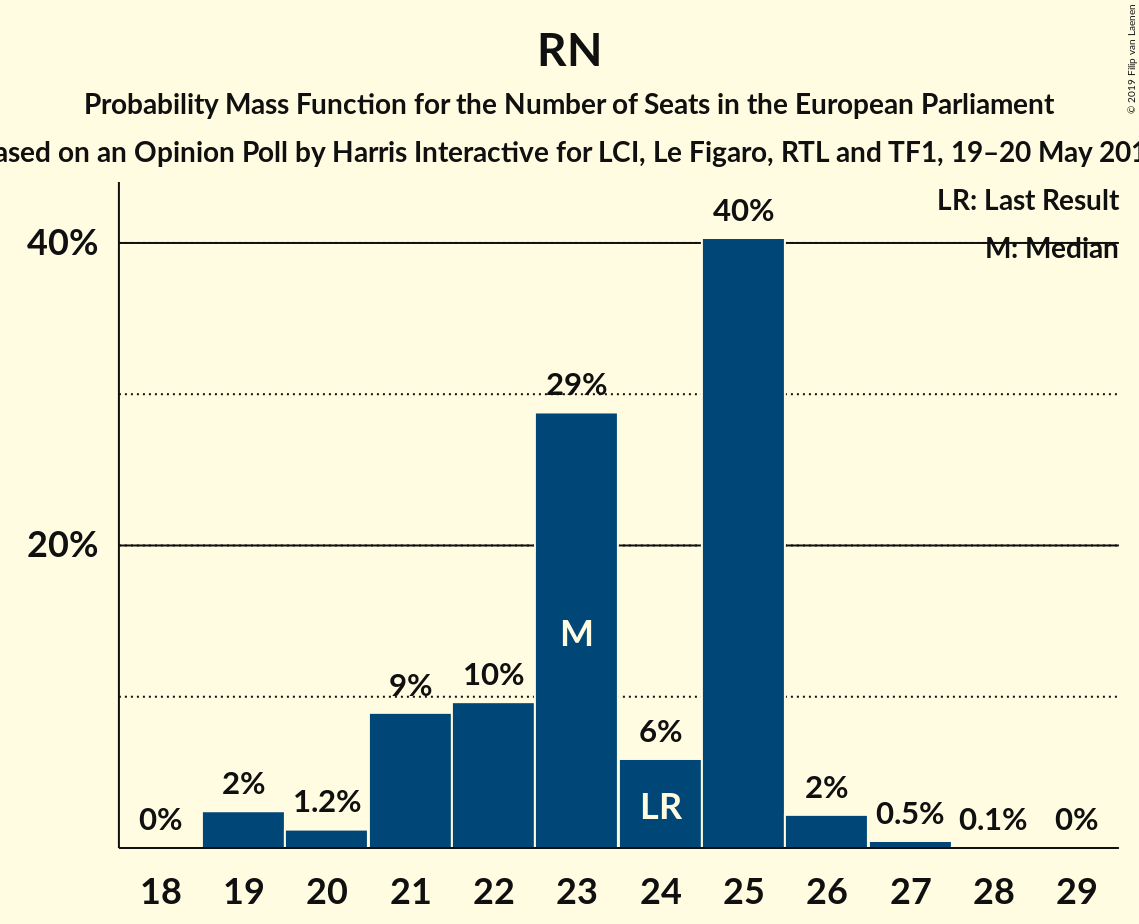 © 2019 Filip van Laenen
RN
Probability Mass Function for the Number of Seats in the European Parliament
ased on an Opinion Poll by Harris Interactive for LCI, Le Figaro, RTL and TF1, 19–20 May 201
LR: Last Result
M: Median
40%
20%
0%
2%
1.2%
9%
10%
29%
6%
40%
2%
0.5%
0.1%
0%
M
LR
18 19 20 21 22 23 24 25 26 27 28 29